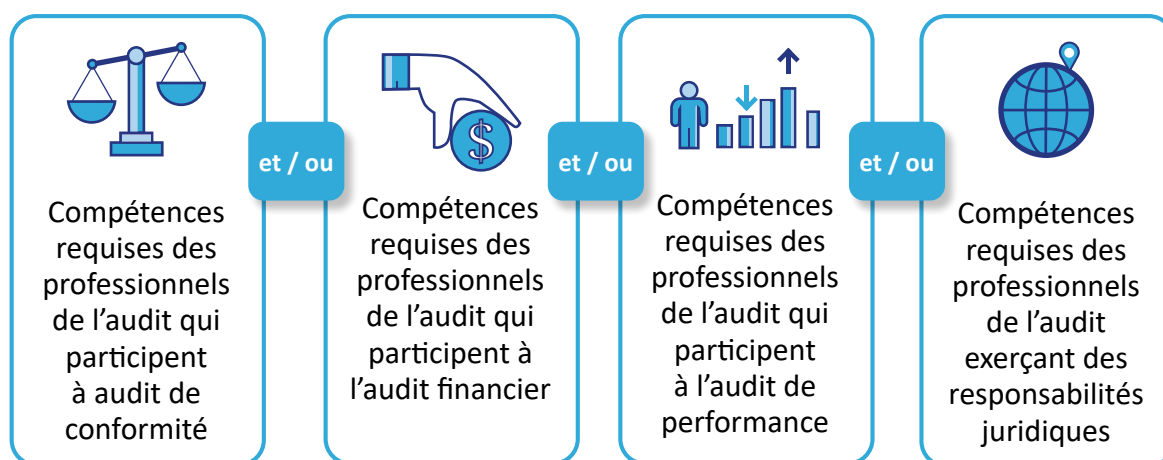 Compétences
requises des
professionnels
de l'audit qui
participent
à audit de
conformité
et / ou
$
Compétences
requises des
professionnels
de l'audit qui
participent à
l'audit financier
et / ou
Compétences
requises des
professionnels
de l'audit qui
participent
à l'audit de
performance
et / ou
Compétences
requises des
professionnels
de l'audit
exerçant des
responsabilités
juridiques